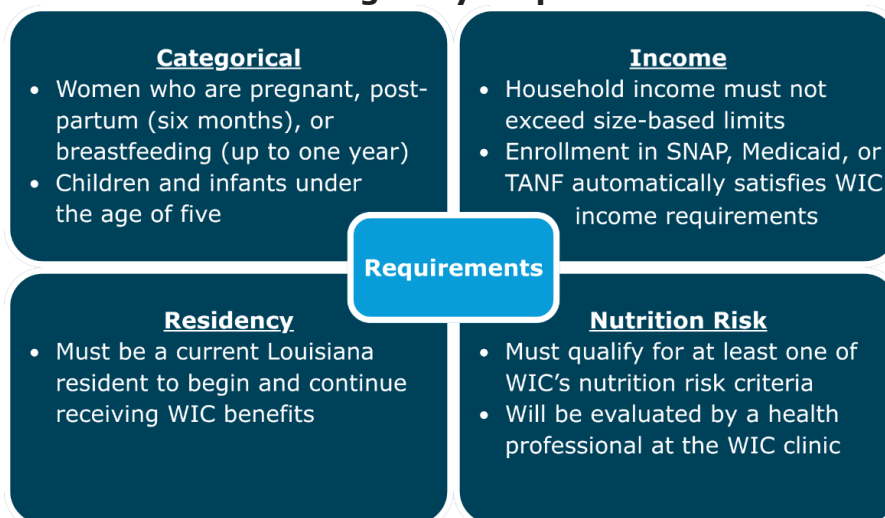 Categorical
• Women who are pregnant, post-
partum (six months), or
breastfeeding (up to one year)
• Children and infants under
the age of five
Income
• Household income must not
exceed size-based limits
• Enrollment in SNAP, Medicaid, or
TANF automatically satisfies WIC
income requirements
Requirements
Residency
• Must be a current Louisiana
resident to begin and continue
receiving WIC benefits
Nutrition Risk
• Must qualify for at least one of
WIC’s nutrition risk criteria
• Will be evaluated by a health
professional at the WIC clinic